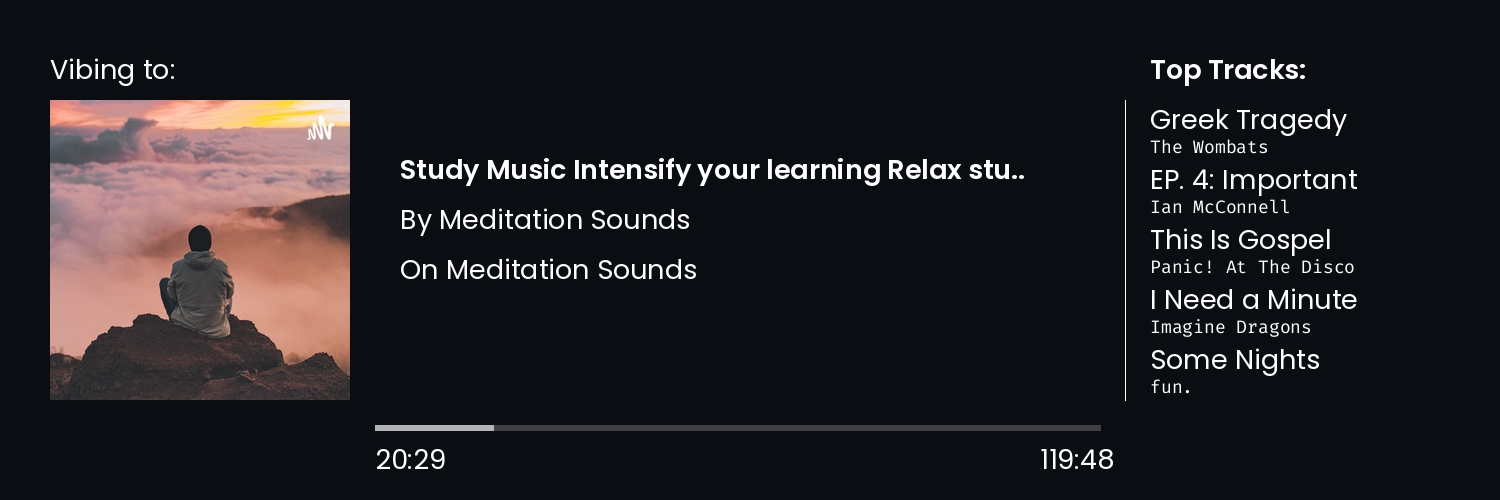 Vibing to:
Study Music Intensify your learning Relax stu..
By Meditation Sounds
On Meditation Sounds
20:29
119:48
Top Tracks:
Greek Tragedy
The Wombats
EP. 4: Important
Ian McConnell
This Is Gospel
Panic! At The Disco
I Need a Minute
Imagine Dragons
Some Nights
fun.